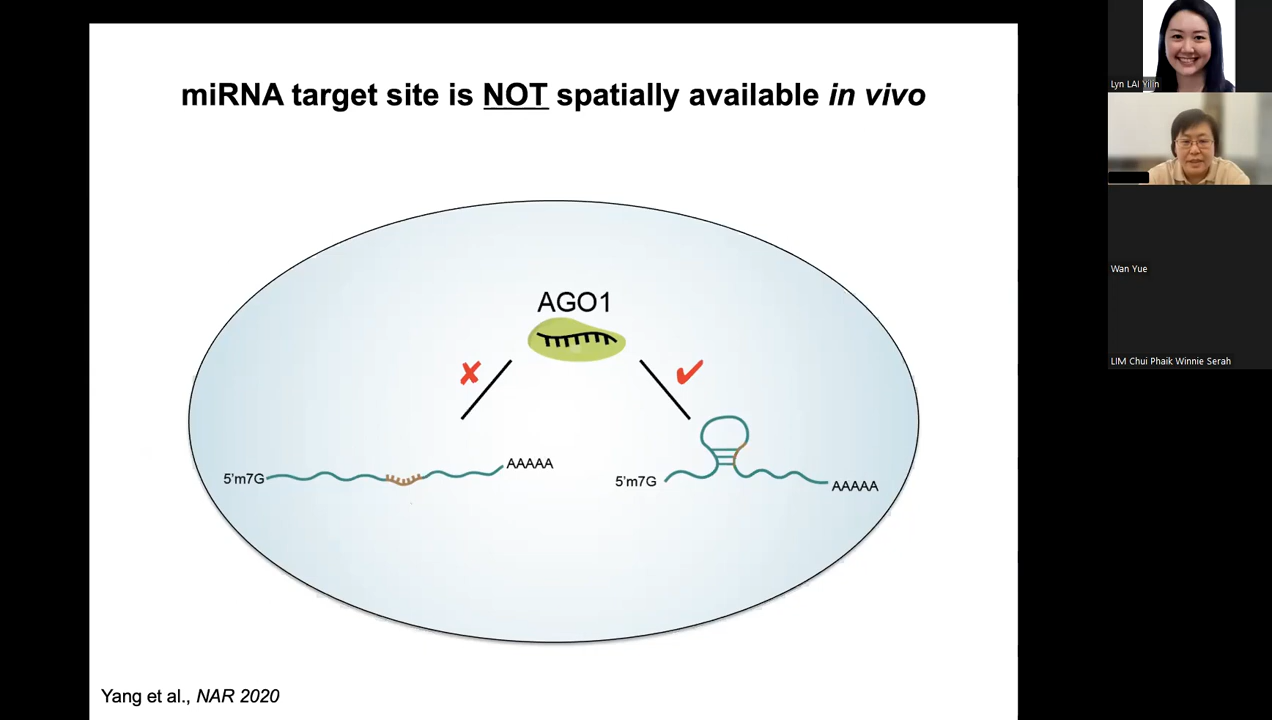 miRNA target site is NOT spatially available in vivo
AGO1
✘
✔
5'm7G
AAAAA
5'm7G
AAAAA
Yang et al., NAR 2020
Lyn LAI Yilin
Wan Yue
LIM Chui Phaik Winnie Serah